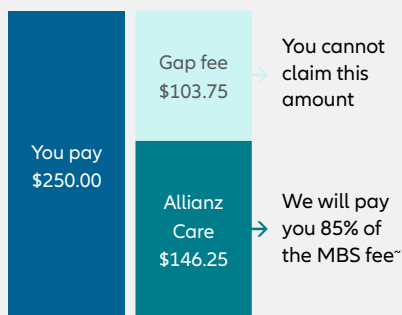 You pay
$250.00
Gap fee
$103.75
You cannot
claim this
amount
Allianz
Care
$146.25
We will pay
you 85% of
the MBS fee~